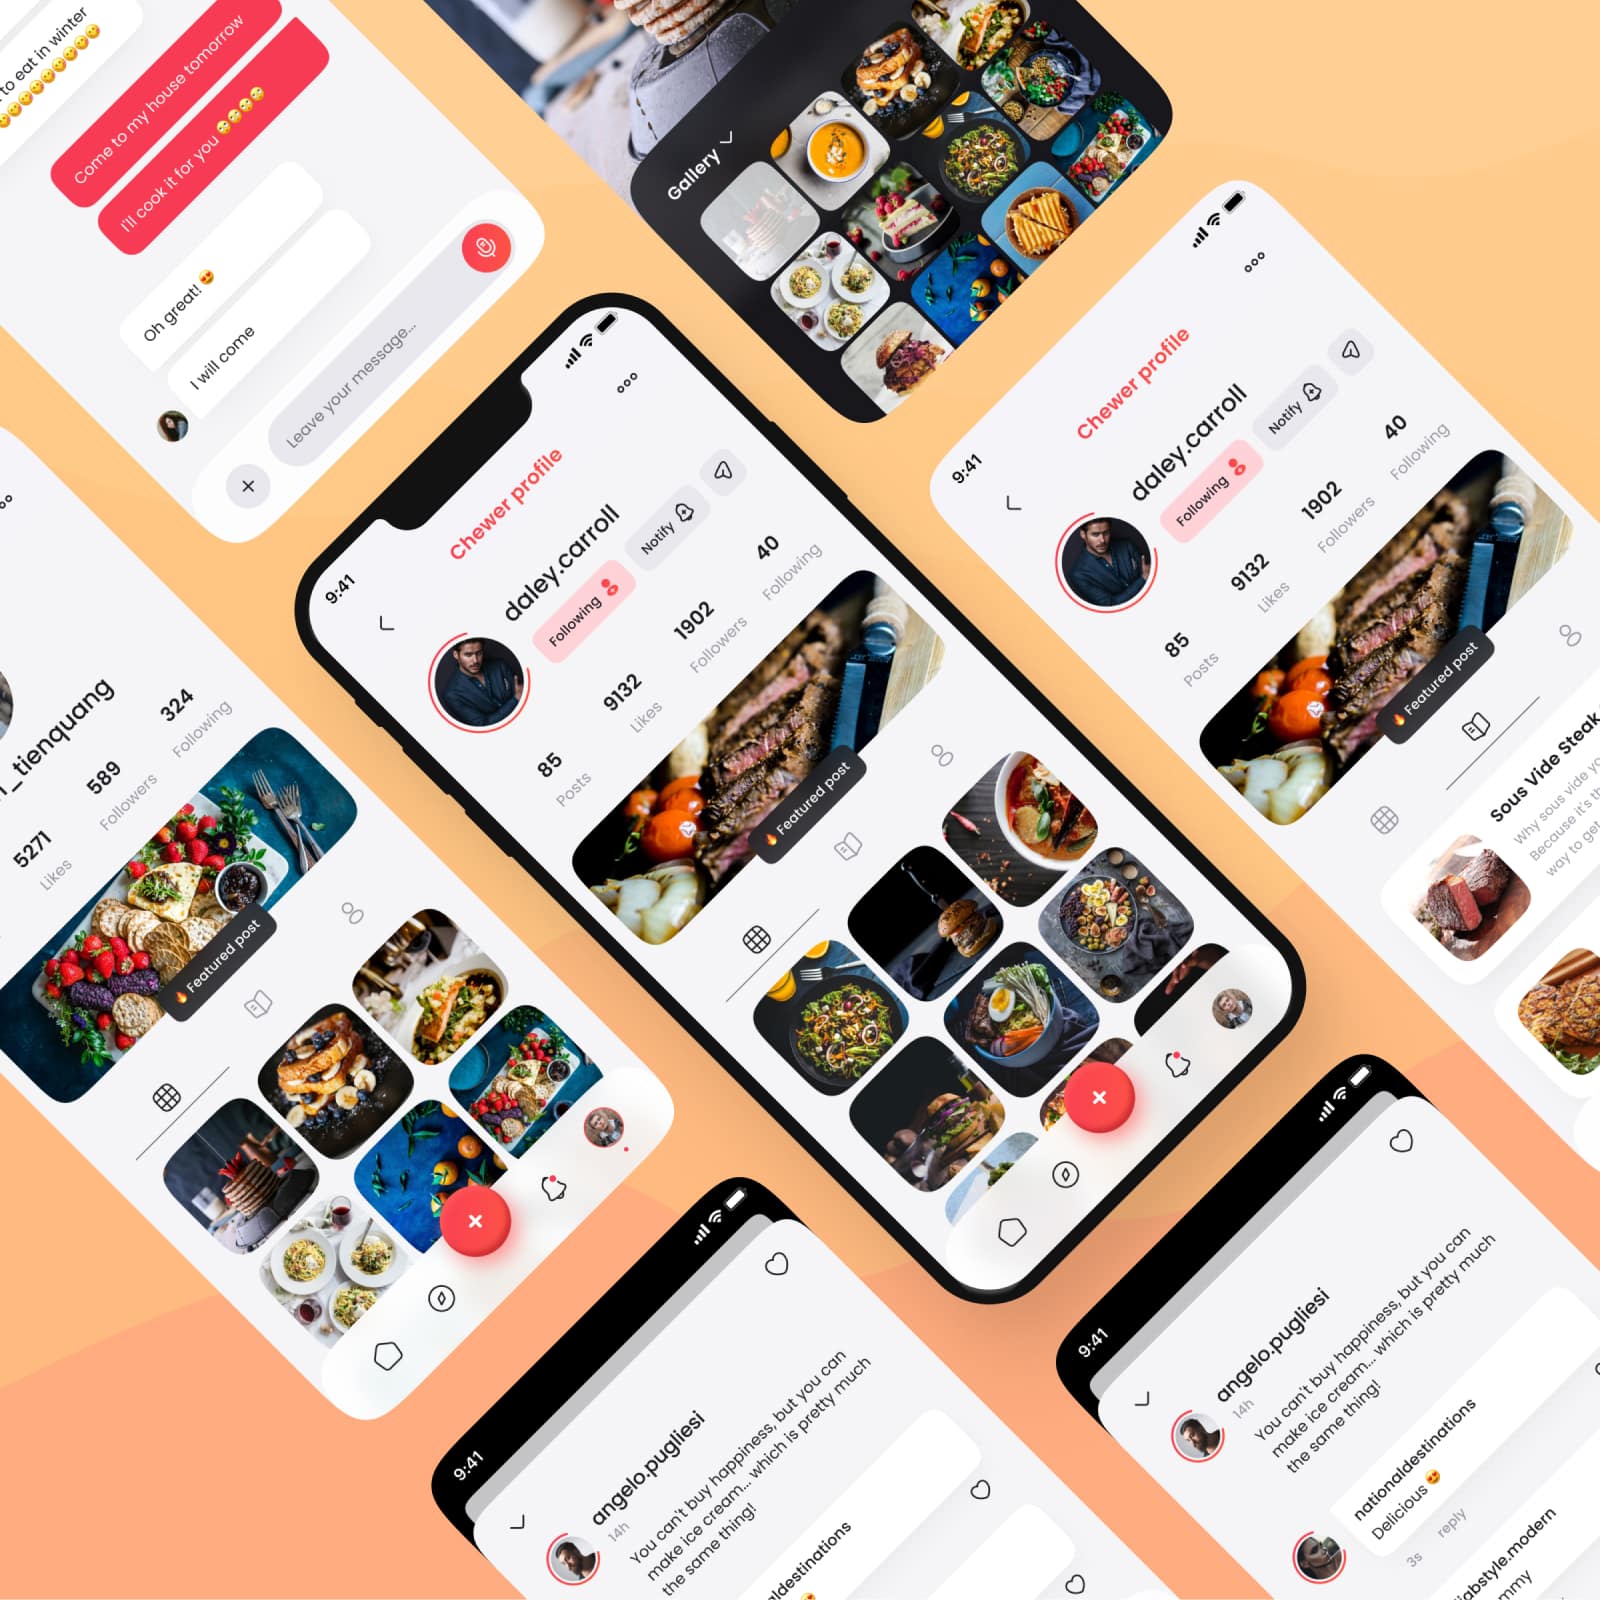 to eat in winter
Come to my house tomorrow
I'll cook it for you
Oh great!
I will come
Leave your message...
Gallery
9:41
Chewer profile
daley.carroll
Following
Notify
85
Posts
9132
Likes
1902
Followers
40
Following
Featured post
Sous Vide Steak
Why sous vide
Because it's
way to get
9:41
Chewer profile
daley.carroll
Following
Notify
85
Posts
9132
Likes
1902
Followers
40
Following
Featured post
_tienquang
5271
Likes
589
Followers
324
Following
Featured post
9:41
angelo.pugliesi
14h
You can't buy happiness, but you can
make ice cream... which is pretty much
the same thing!
aldestinations
9:41
angelo.pugliesi
14h
You can't buy happiness, but you can
make ice cream... which is pretty much
the same thing!
nationaldestinations
Delicious
3s
reply
abstyle.modern